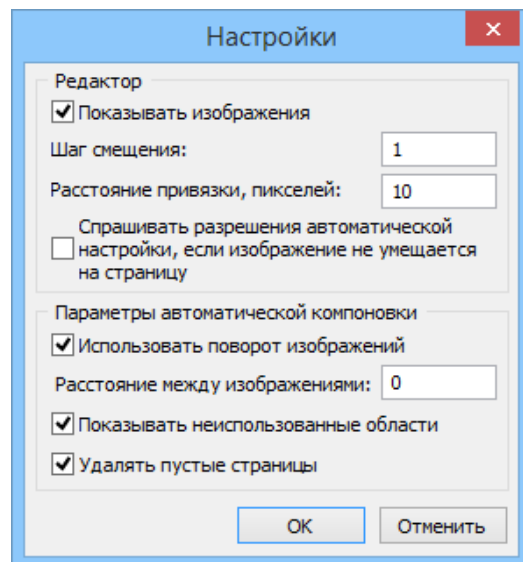 Настройки
Редактор
Показывать изображения
Шаг смещения: 1
Расстояние привязки, пикселей: 10
Спрашивать разрешения автоматической
настройки, если изображение не умещается
на страницу
Параметры автоматической компоновки
Использовать поворот изображений
Расстояние между изображениями: 0
Показывать неиспользованные области
Удалять пустые страницы
OK Отменить